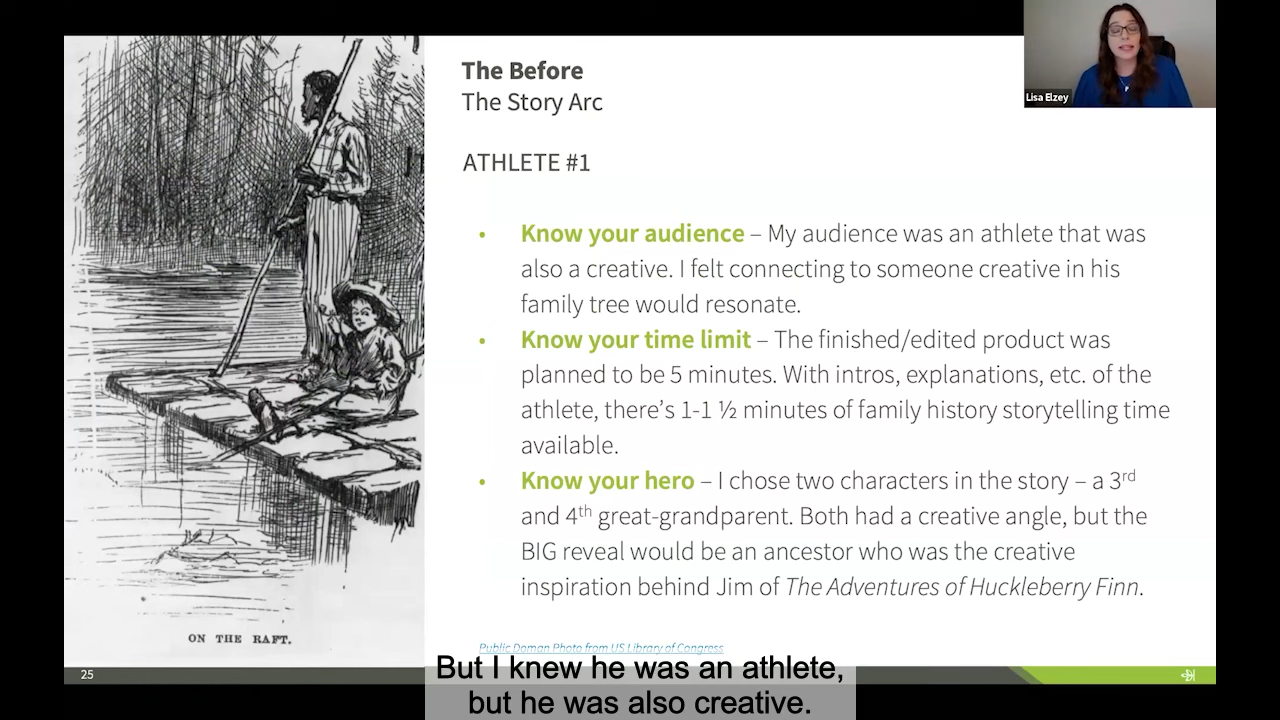 The Before
The Story Arc
Lisa Elzey
ATHLETE #1
• Know your audience – My audience was an athlete that was
also a creative. I felt connecting to someone creative in his
family tree would resonate.
• Know your time limit – The finished/edited product was
planned to be 5 minutes. With intros, explanations, etc. of the
athlete, there's 1-1 ½ minutes of family history storytelling time
available.
• Know your hero – I chose two characters in the story – a 3rd
and 4th great-grandparent. Both had a creative angle, but the
BIG reveal would be an ancestor who was the creative
inspiration behind Jim of The Adventures of Huckleberry Finn.
ON THE RAFT.
Public Doman Photo from US Library of Congress
25
But I knew he was an athlete,
but he was also creative.